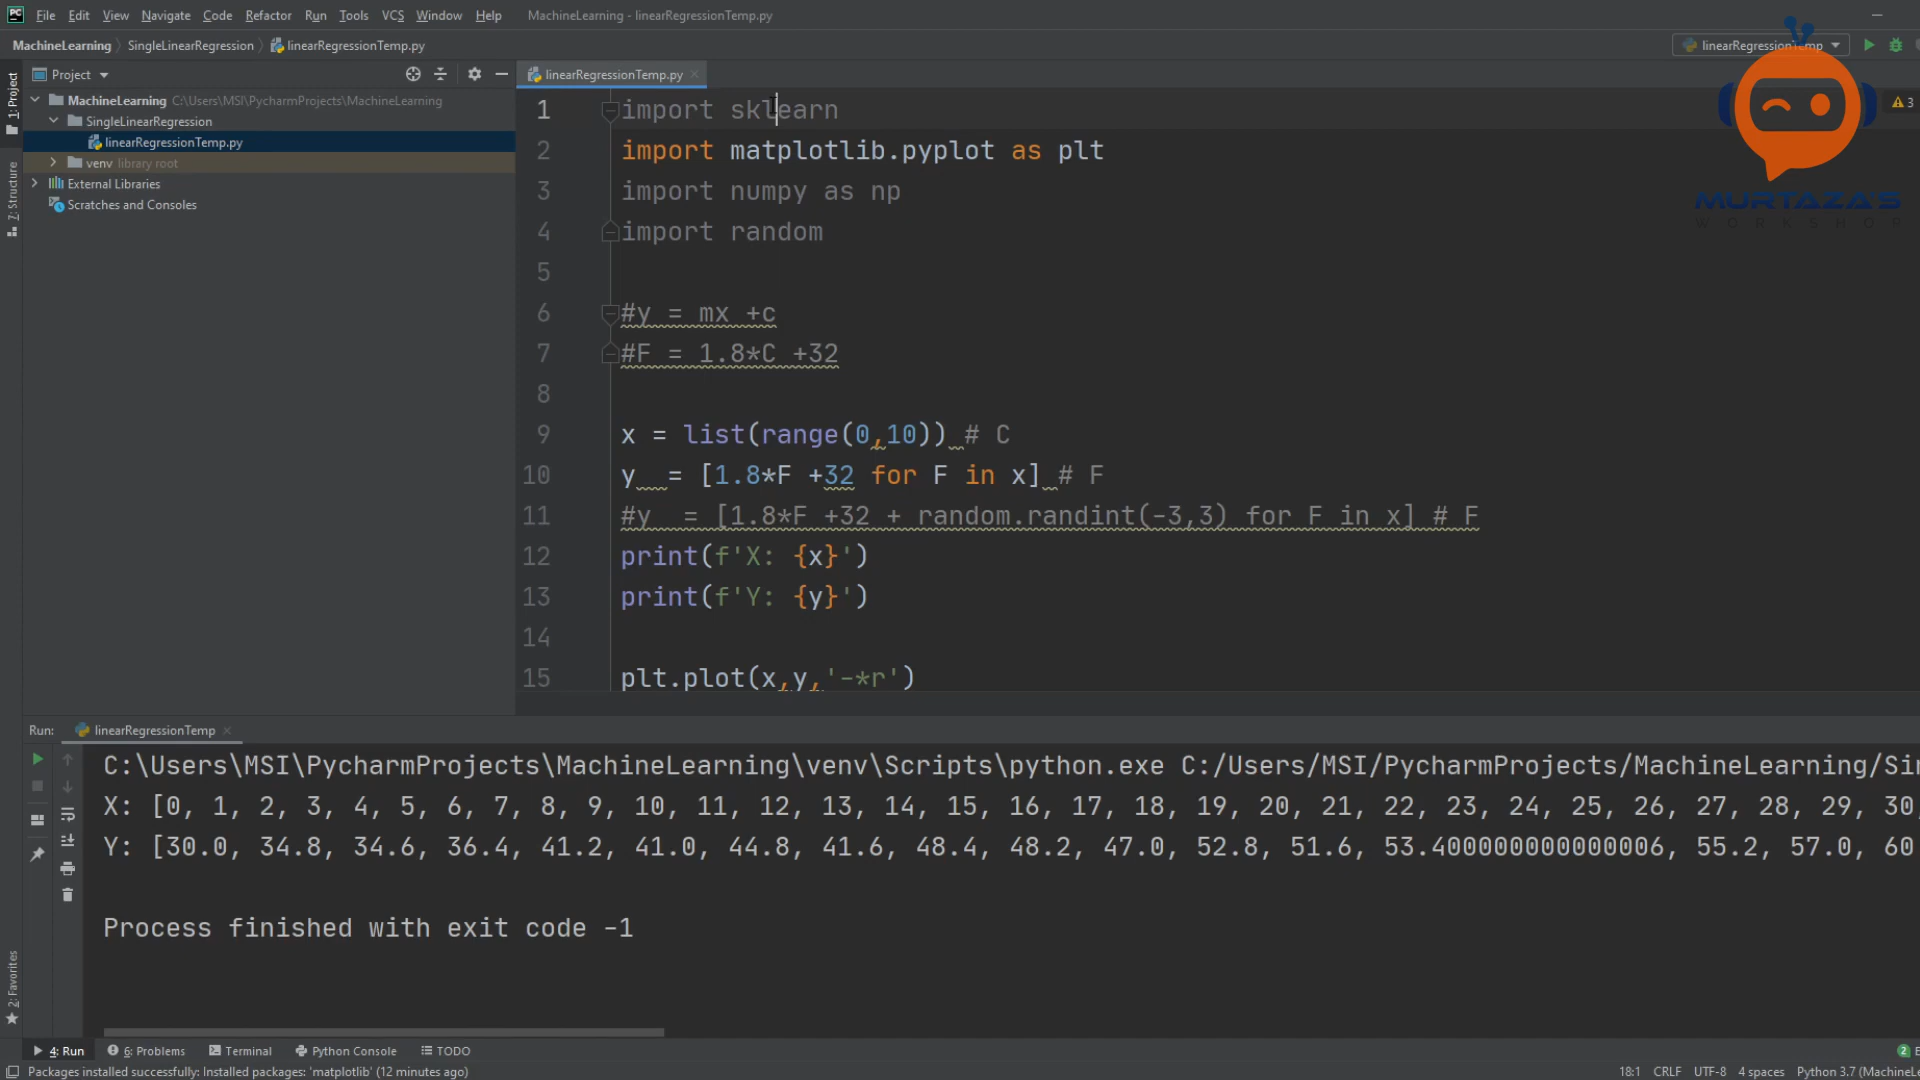 File Edit View Navigate Code Refactor Run Tools VCS Window Help MachineLearning - linearRegressionTemp.py
MachineLearning SingleLinearRegression linearRegressionTemp.py linearRegressionTemp
1: Project
Project
linearRegressionTemp.py
MachineLearning C:\Users\MSI\PycharmProjects\MachineLearning
SingleLinearRegression
linearRegressionTemp.py
venv library root
External Libraries
Scratches and Consoles
7: Structure
3
MURTAZA'S
WORKSHOP
1 import sklearn
2 import matplotlib.pyplot as plt
3 import numpy as np
4 import random
5
6 #y = mx +c
7 #F = 1.8*C +32
8
9 x = list(range(0,10)) # C
10 y  = [1.8*F +32 for F in x] # F
11 #y  = [1.8*F +32 + random.randint(-3,3) for F in x] # F
12 print(f'X: {x}')
13 print(f'Y: {y}')
14
15 plt.plot(x,y,'-*r')
Run: linearRegressionTemp
C:\Users\MSI\PycharmProjects\MachineLearning\venv\Scripts\python.exe C:/Users/MSI/PycharmProjects/MachineLearning/Si
X: [0, 1, 2, 3, 4, 5, 6, 7, 8, 9, 10, 11, 12, 13, 14, 15, 16, 17, 18, 19, 20, 21, 22, 23, 24, 25, 26, 27, 28, 29, 30,
Y: [30.0, 34.8, 34.6, 36.4, 41.2, 41.0, 44.8, 41.6, 48.4, 48.2, 47.0, 52.8, 51.6, 53.400000000000006, 55.2, 57.0, 60
Process finished with exit code -1
2: Favorites
4: Run 6: Problems Terminal Python Console TODO 2 E
Packages installed successfully: Installed packages: 'matplotlib' (12 minutes ago) 18:1 CRLF UTF-8 4 spaces Python 3.7 (MachineLe